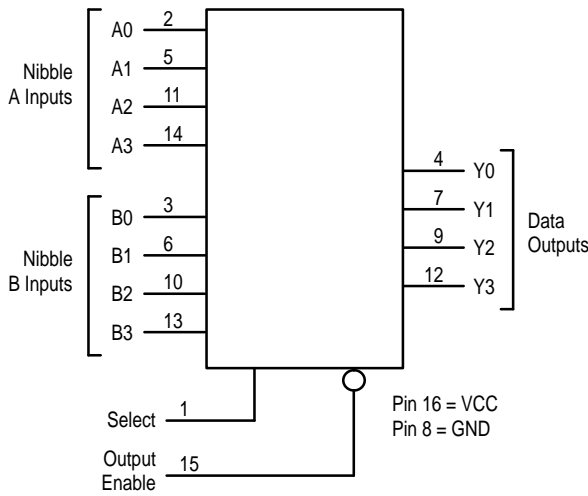 Nibble
A Inputs
A0 2
A1 5
A2 11
A3 14
Nibble
B Inputs
B0 3
B1 6
B2 10
B3 13
4 Y0
7 Y1
9 Y2
12 Y3
Data
Outputs
Select 1
Output
Enable 15
Pin 16 = VCC
Pin 8 = GND